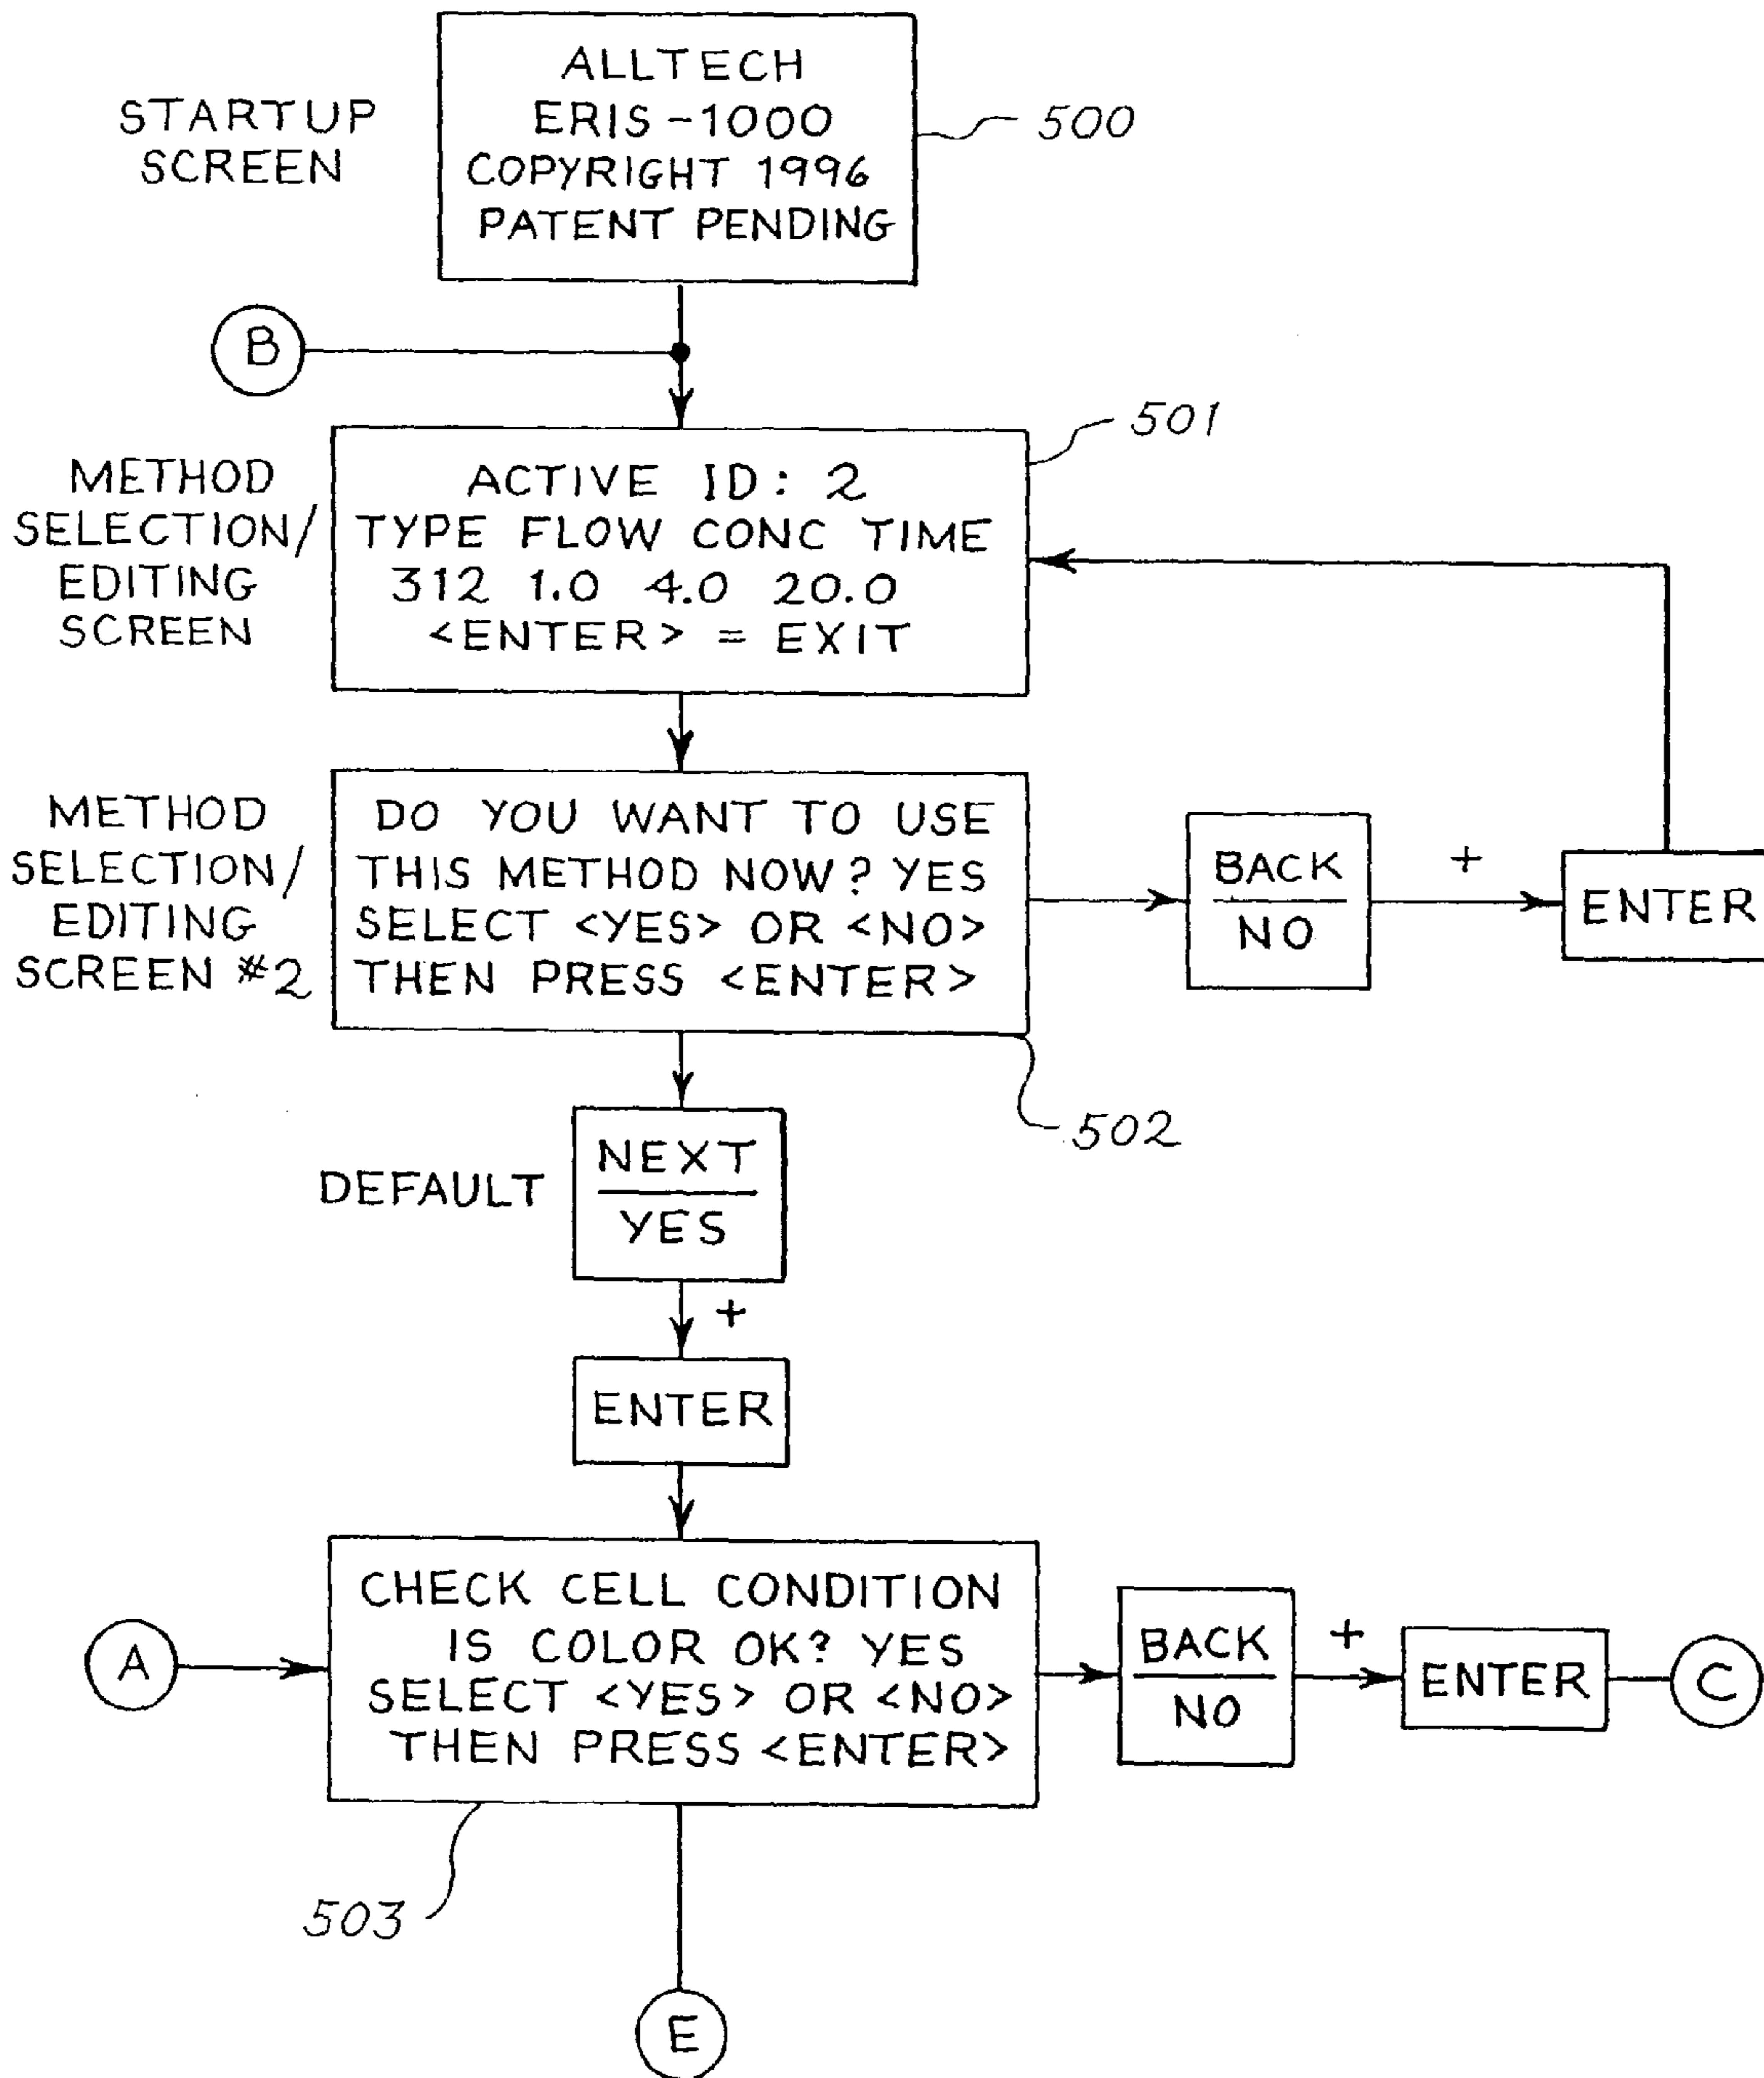 STARTUP
SCREEN
ALLTECH
ERIS-1000
COPYRIGHT 1996
PATENT PENDING
500
B
METHOD
SELECTION/
EDITING
SCREEN
ACTIVE ID: 2
TYPE FLOW CONC TIME
312 1.0 4.0 20.0
<ENTER> = EXIT
501
METHOD
SELECTION/
EDITING
SCREEN #2
DO YOU WANT TO USE
THIS METHOD NOW? YES
SELECT <YES> OR <NO>
THEN PRESS <ENTER>
502
BACK
NO
+
ENTER
DEFAULT
NEXT
YES
+
ENTER
A
CHECK CELL CONDITION
IS COLOR OK? YES
SELECT <YES> OR <NO>
THEN PRESS <ENTER>
503
BACK
NO
+
ENTER
C
E